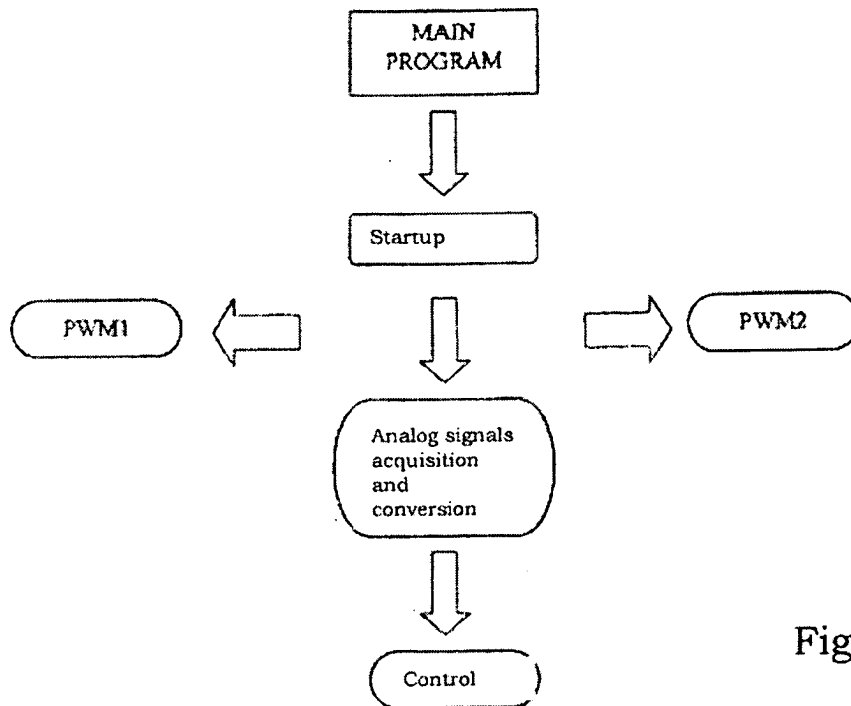 MAIN
PROGRAM
Startup
PWM1
PWM2
Analog signals
acquisition
and
conversion
Control
Fig